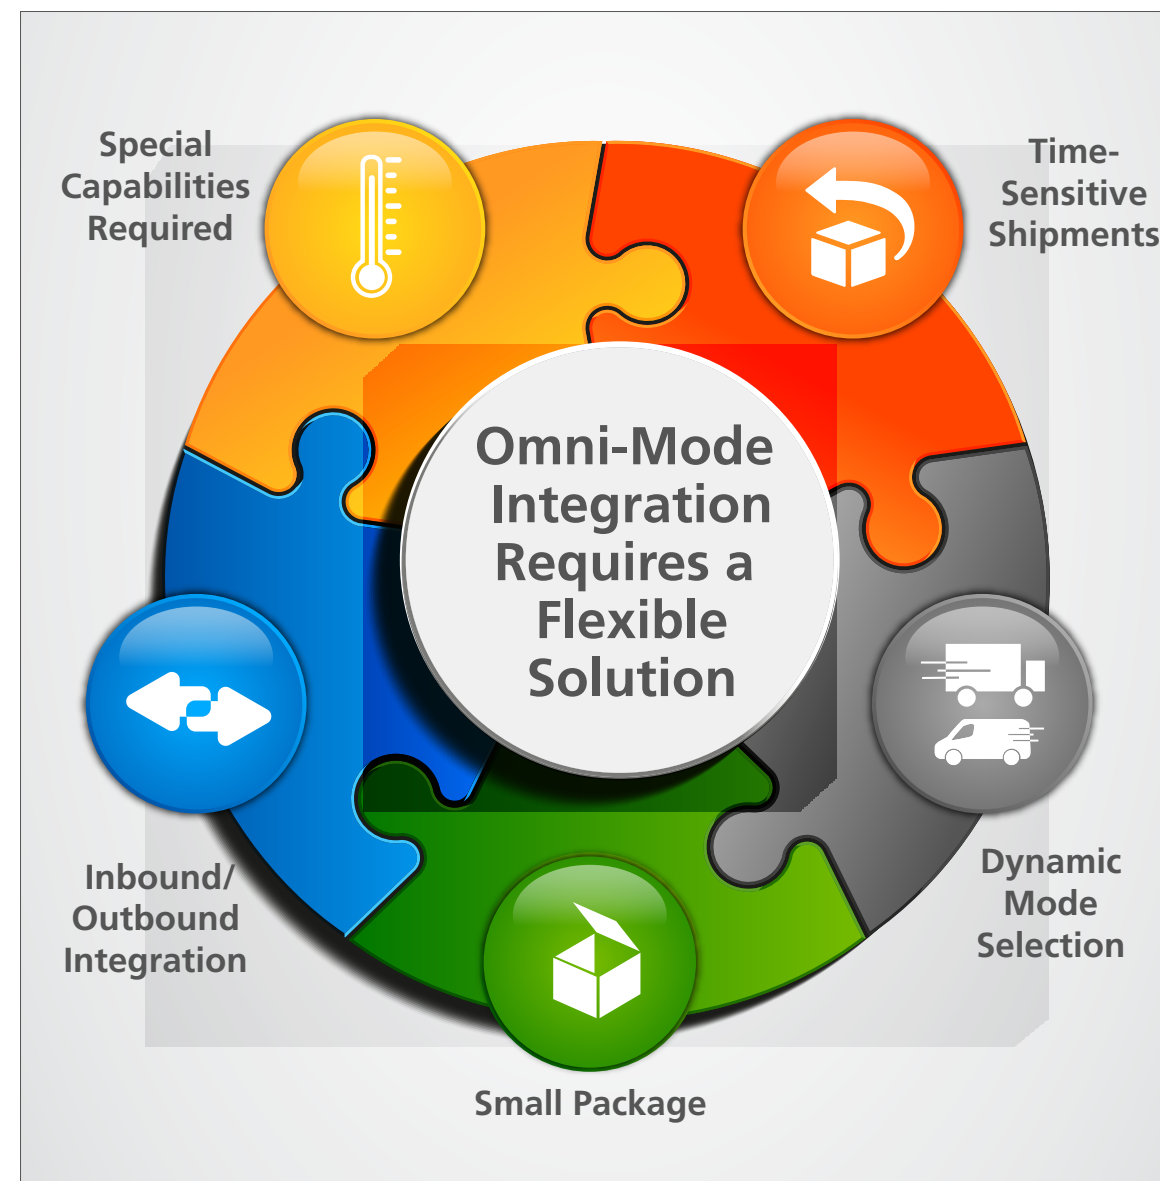 Special
Capabilities
Required
Time-
Sensitive
Shipments
Omni-Mode
Integration
Requires a
Flexible
Solution
Inbound/
Outbound
Integration
Dynamic
Mode
Selection
Small Package